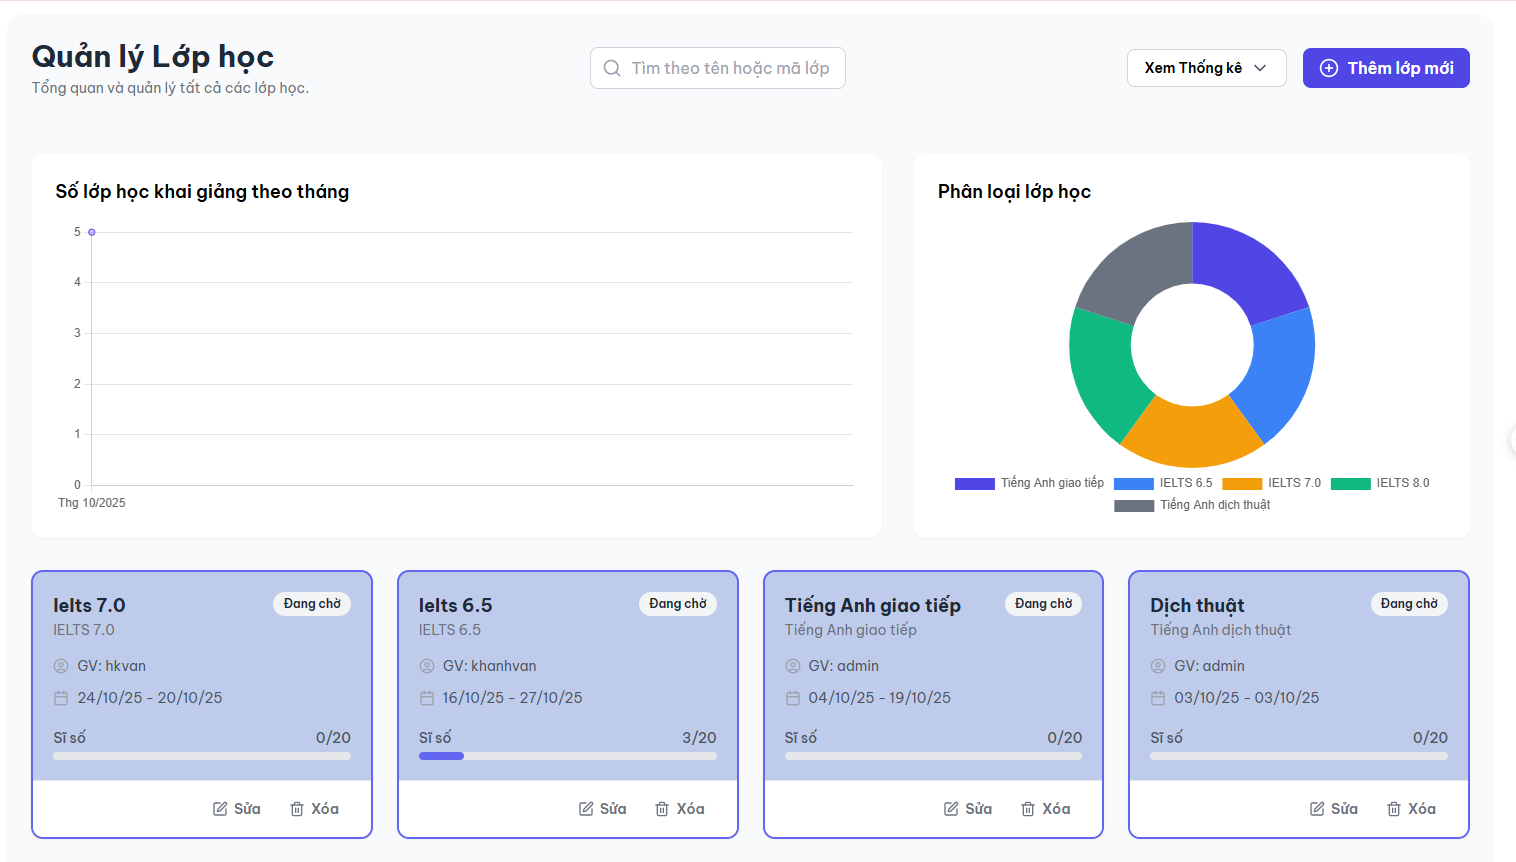 Quản lý Lớp học
Tổng quan và quản lý tất cả các lớp học.
Tìm theo tên hoặc mã lớp
Xem Thống kê
Thêm lớp mới
Số lớp học khai giảng theo tháng
5
4
3
2
1
0
Thg 10/2025
Phân loại lớp học
Tiếng Anh giao tiếp IELTS 6.5 IELTS 7.0 IELTS 8.0
Tiếng Anh dịch thuật
Ielts 7.0 Đang chờ
IELTS 7.0
GV: hkvan
24/10/25 - 20/10/25
Sĩ số 0/20
Sửa Xóa
Ielts 6.5 Đang chờ
IELTS 6.5
GV: khanhvan
16/10/25 - 27/10/25
Sĩ số 3/20
Sửa Xóa
Tiếng Anh giao tiếp Đang chờ
Tiếng Anh giao tiếp
GV: admin
04/10/25 - 19/10/25
Sĩ số 0/20
Sửa Xóa
Dịch thuật Đang chờ
Tiếng Anh dịch thuật
GV: admin
03/10/25 - 03/10/25
Sĩ số 0/20
Sửa Xóa